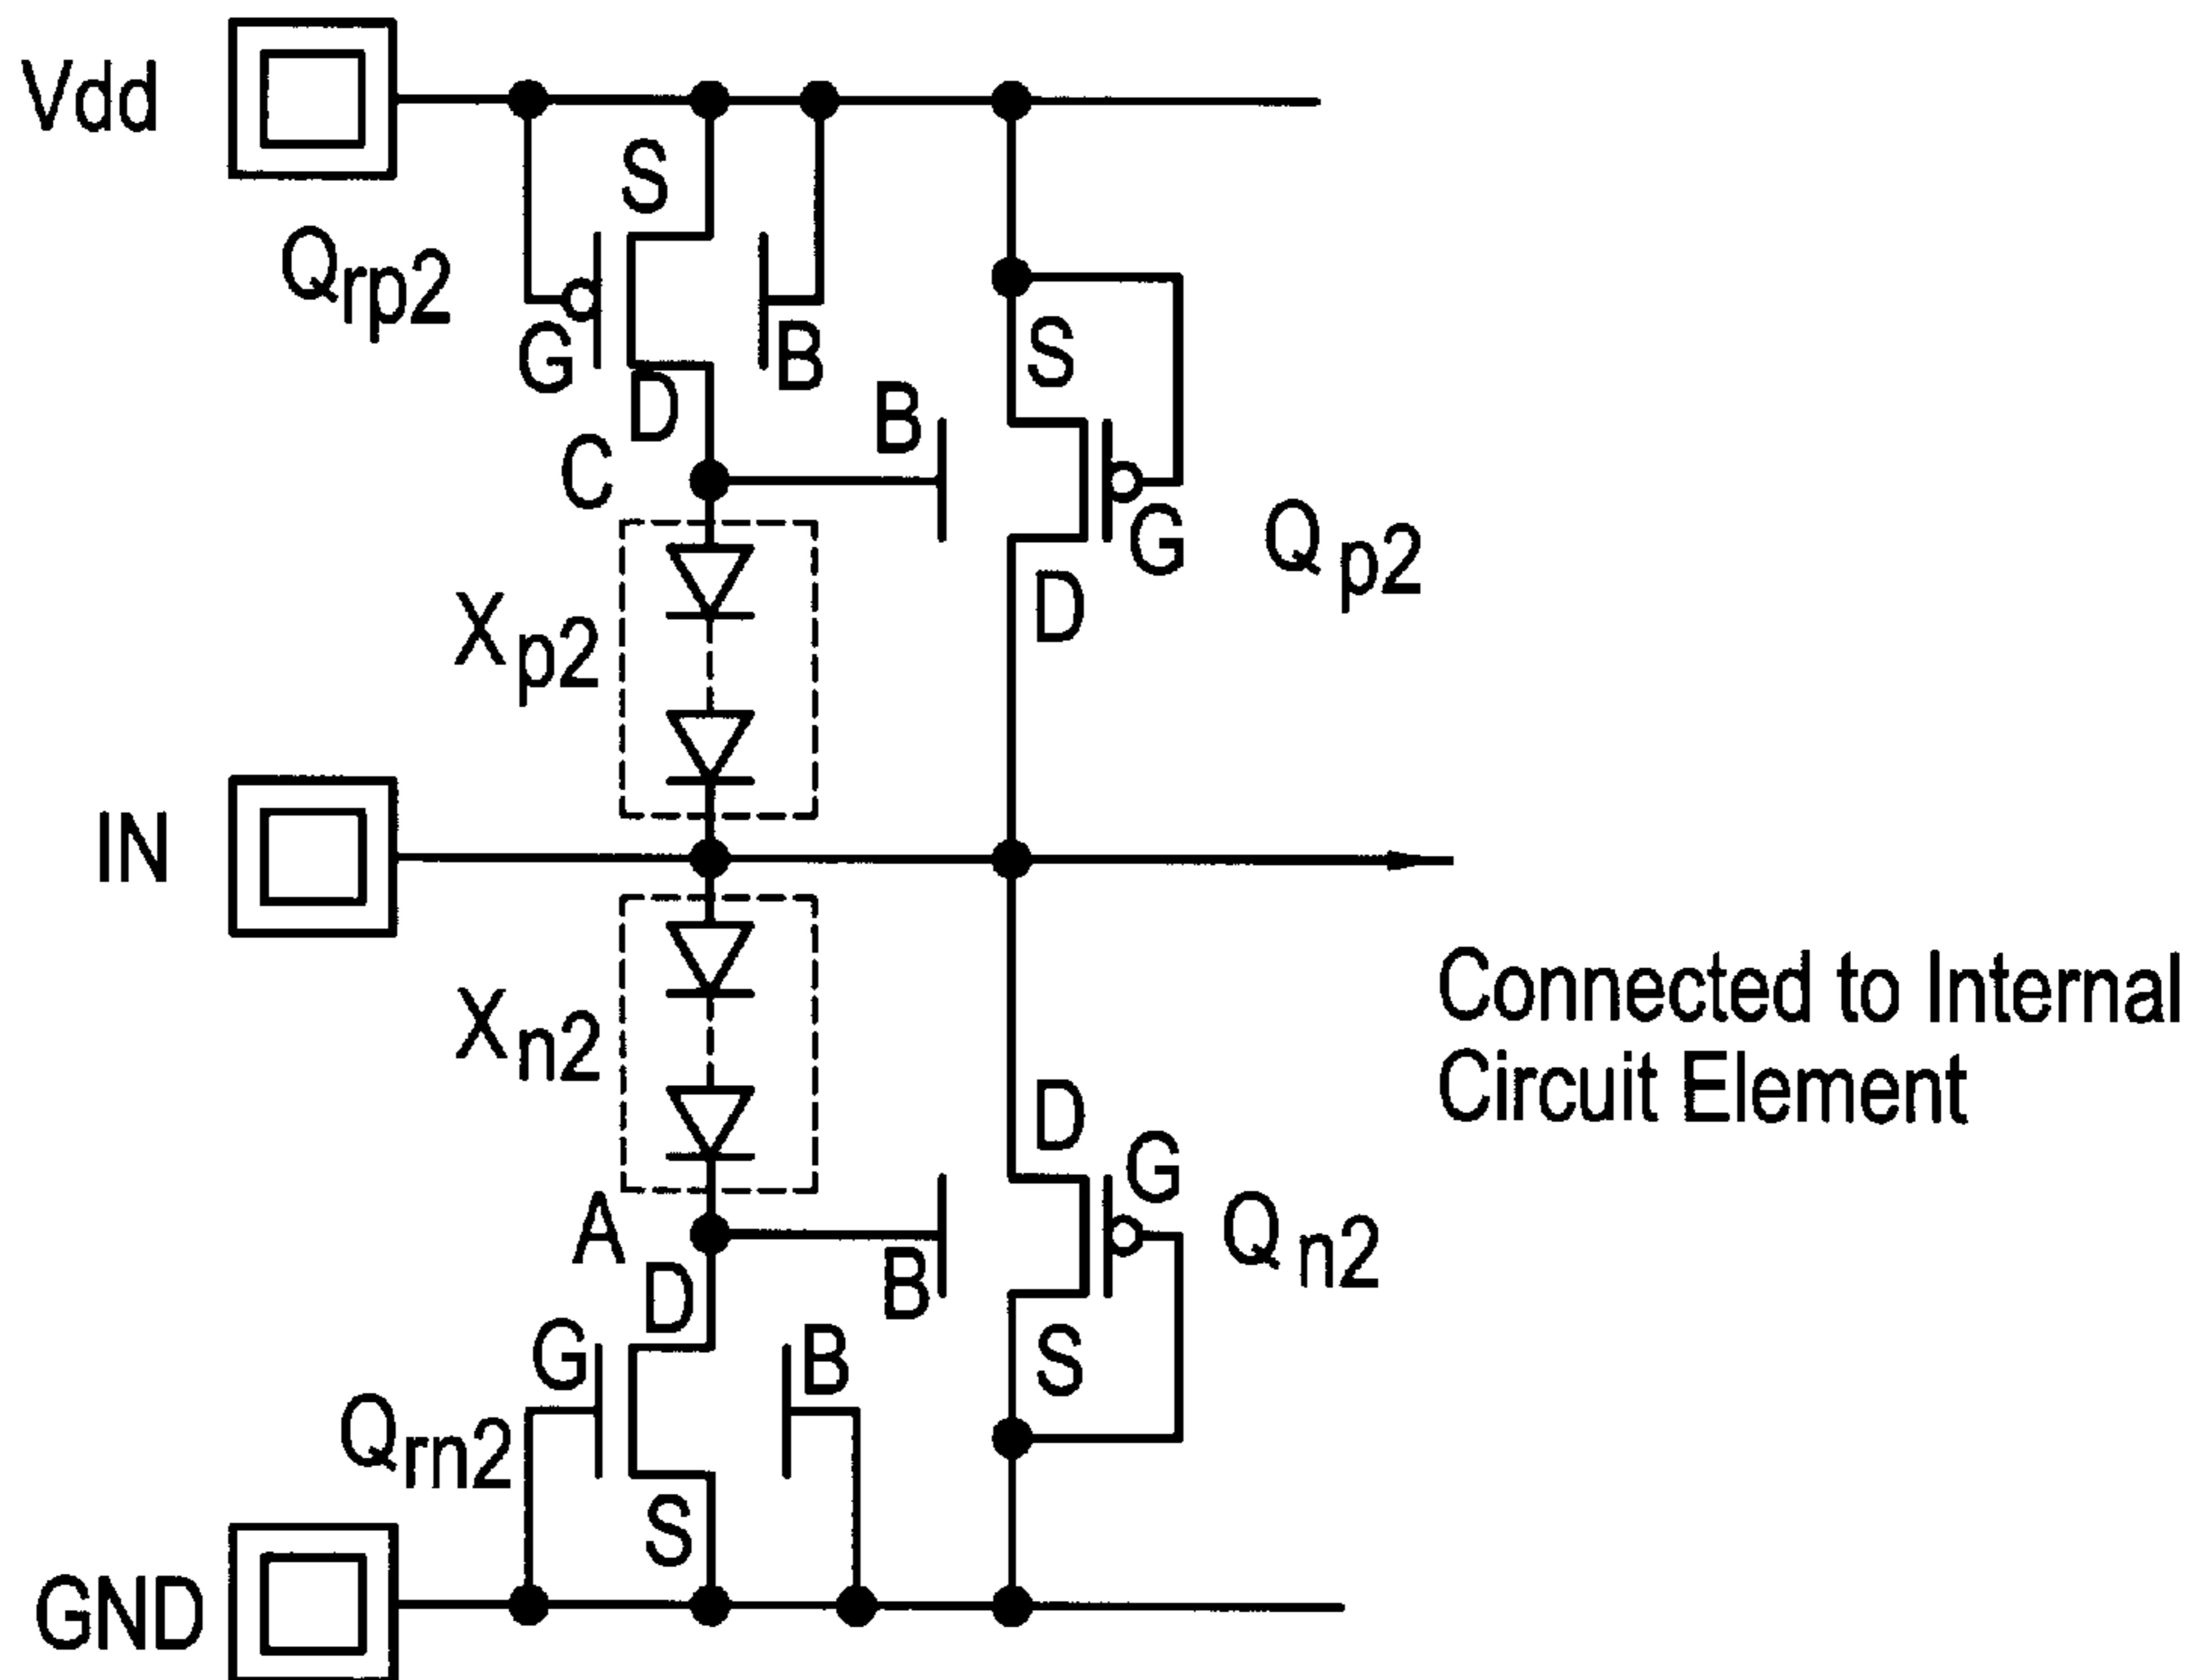 Vdd
S
Qrp2
G
B
D
S
B
C
G
Qp2
D
Xp2
IN
Connected to Internal
Circuit Element
Xn2
D
G
A
Qn2
B
D
G
B
S
Qrn2
S
GND